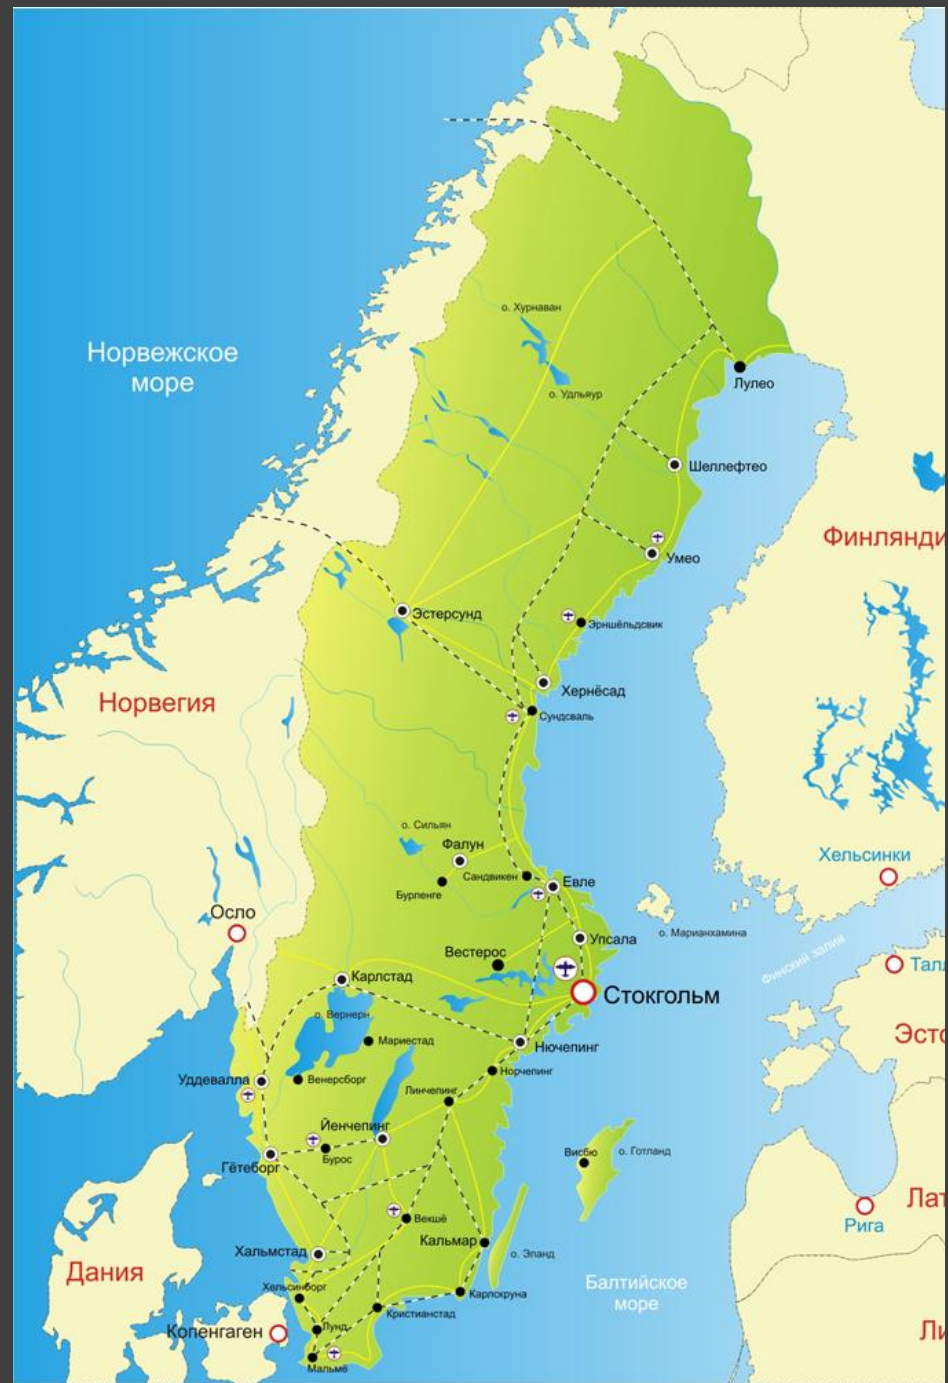 о. Хурнаван
Норвежское
море
о. Удльяур
Лулео
Шеллефтео
Финлянди
Умео
Эстерсунд
Эрншёльдсвик
Хернёсад
Норвегия
Сундсваль
о. Сильян
Фалун
Хельсинки
Сандвикен
Евле
Бурленге
Осло
о. Марианхамина
Упсала
Вестерос
Финский залив
Талл
Карлстад
Стокгольм
о. Вернерн
Эсто
Мариестад
Нючепинг
Норчепинг
Уддевалла
Венерсборг
Линчепинг
Йенчепинг
Бурос
Висбю
о. Готланд
Гётеборг
Лат
Векшё
Рига
Кальмар
Хальмстад
о. Эланд
Дания
Балтийское
море
Хельсинборг
Карлскруна
Кристианстад
Копенгаген
Лунд
Ли
Мальмё